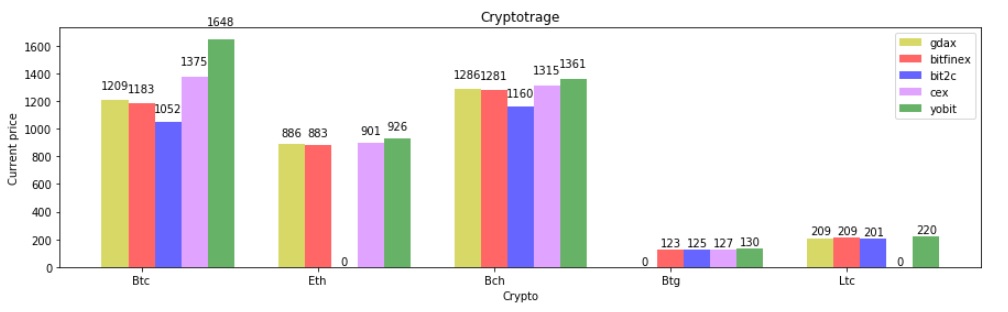 Cryptotrage
Current price
1600
1400
1200
1000
800
600
400
200
0
1209 1183 1052 1375 1648
886 883 0 901 926
1286 1281 1160 1315 1361
0 123 125 127 130
209 209 201 0 220
Btc Eth Bch Btg Ltc
Crypto
gdax
bitfinex
bit2c
cex
yobit